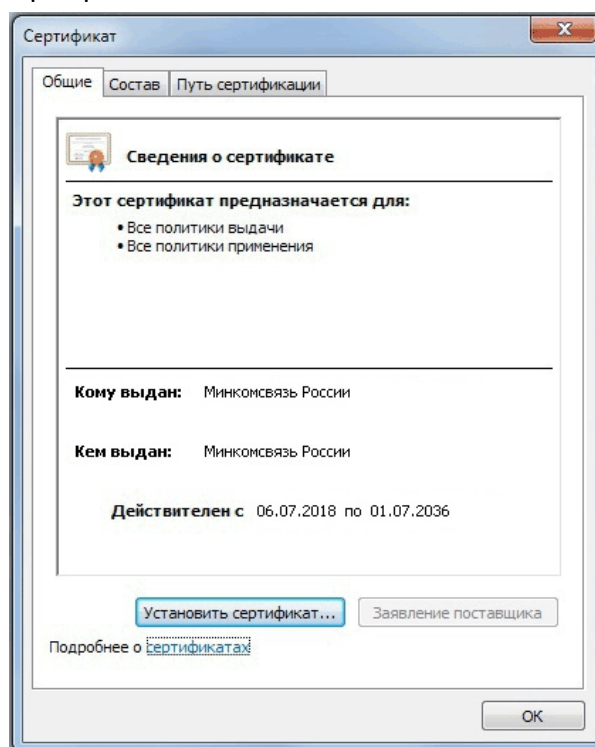 Сертификат
Общие Состав Путь сертификации
Сведения о сертификате
Этот сертификат предназначается для:
• Все политики выдачи
• Все политики применения
Кому выдан: Минкомсвязь России
Кем выдан: Минкомсвязь России
Действителен с 06.07.2018 по 01.07.2036
Установить сертификат... Заявление поставщика
Подробнее о сертификатах
ОК